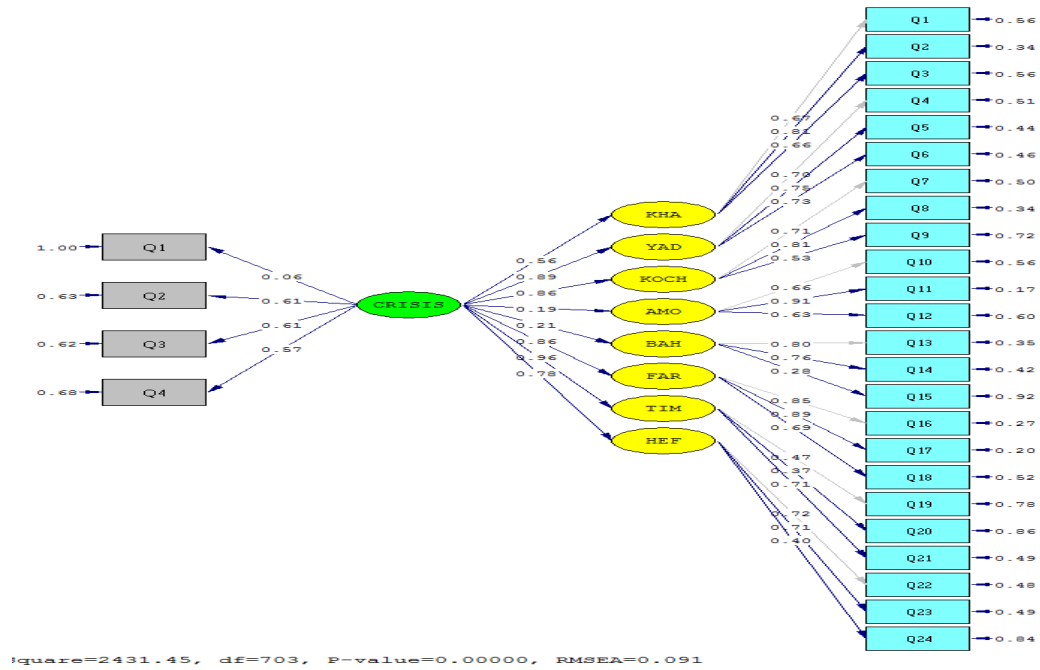 Q1 0.56
Q2 0.34
Q3 0.56
Q4 0.51
Q5 0.44
Q6 0.46
Q7 0.50
Q8 0.34
Q9 0.72
Q10 0.56
Q11 0.17
Q12 0.60
Q13 0.35
Q14 0.42
Q15 0.92
Q16 0.27
Q17 0.20
Q18 0.52
Q19 0.78
Q20 0.86
Q21 0.49
Q22 0.48
Q23 0.49
Q24 0.84
0.67
0.81
0.66
0.70
0.75
0.73
0.71
0.81
0.53
0.66
0.91
0.63
0.80
0.76
0.28
0.85
0.89
0.69
0.47
0.37
0.71
0.72
0.71
0.40
KHA
YAD
KOCH
AMO
BAH
FAR
TIM
HEF
0.56
0.89
0.86
0.19
0.21
0.86
0.96
0.78
CRISIS
0.06
0.61
0.61
0.57
1.00 Q1
0.63 Q2
0.62 Q3
0.68 Q4
square=2431.45, df=703, P-value=0.00000, RMSEA=0.091